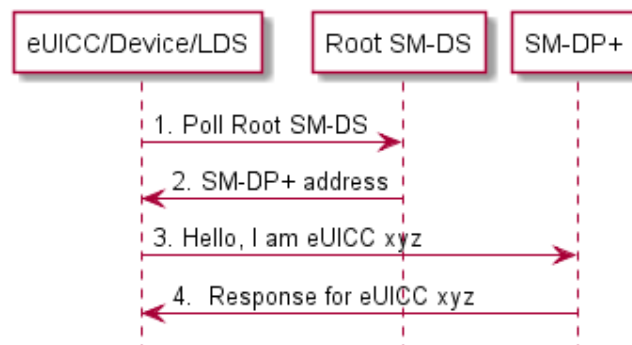 eUICC/Device/LDS
Root SM-DS
SM-DP+
1. Poll Root SM-DS
2. SM-DP+ address
3. Hello, I am eUICC xyz
4.  Response for eUICC xyz